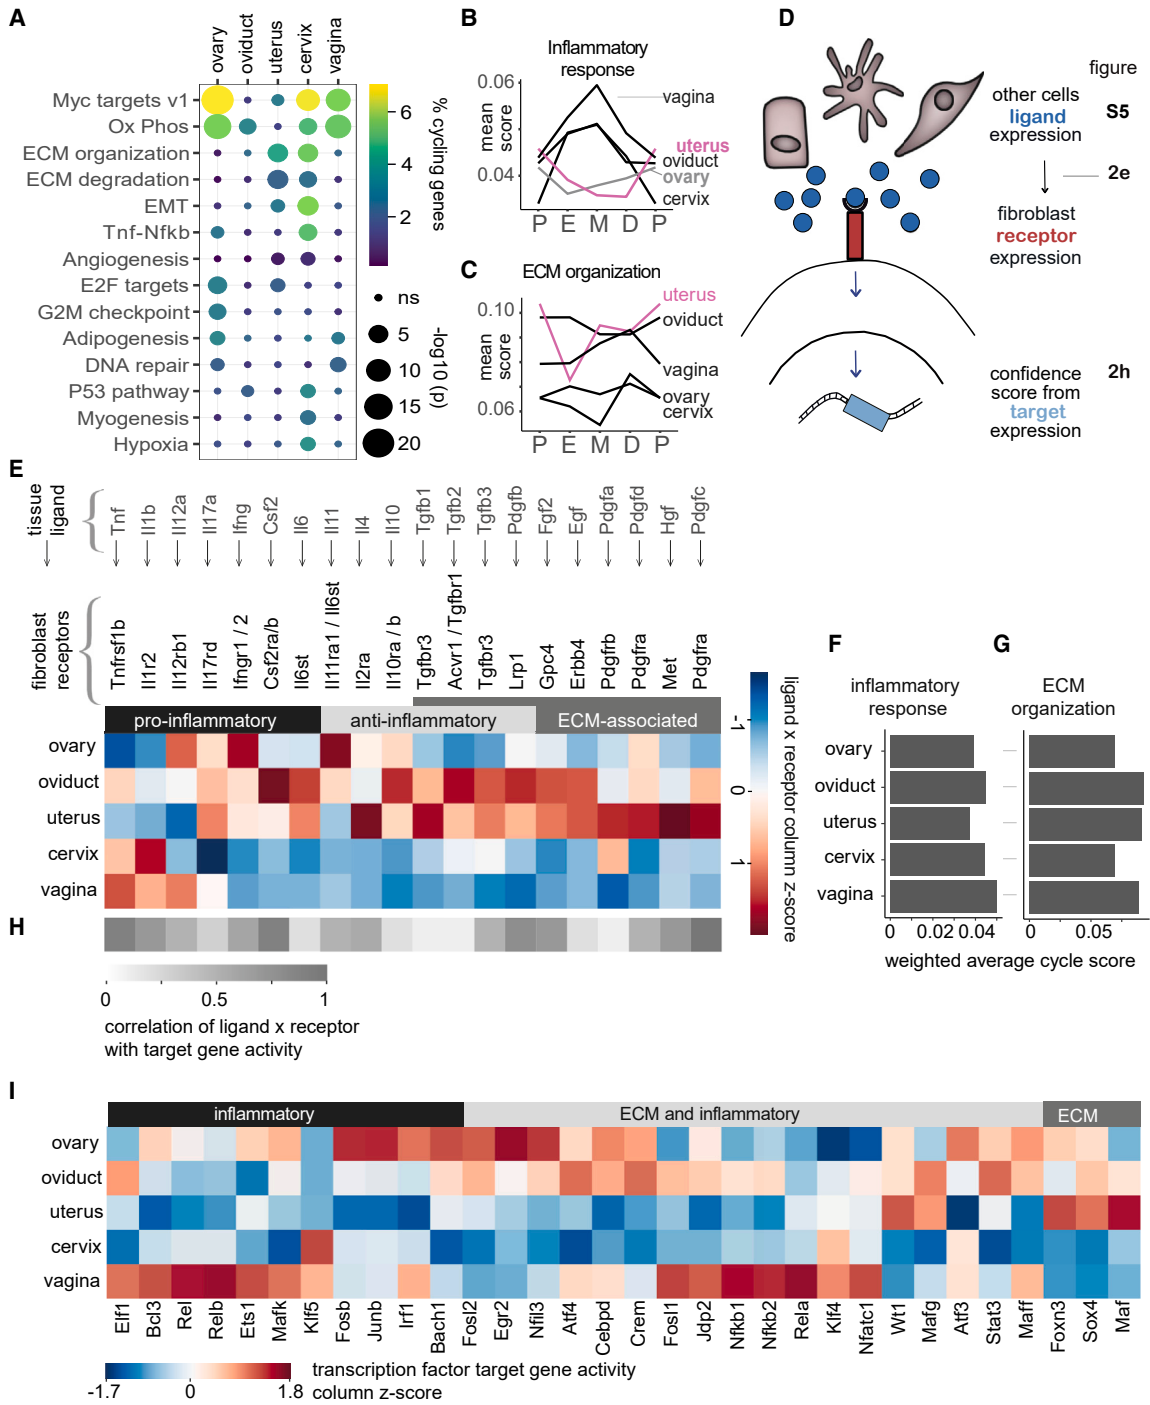 A
ovary
oviduct
uterus
cervix
vagina
Myc targets v1
Ox Phos
ECM organization
ECM degradation
EMT
Tnf-Nfkb
Angiogenesis
E2F targets
G2M checkpoint
Adipogenesis
DNA repair
P53 pathway
Myogenesis
Hypoxia
6
4
2
% cycling genes
ns
5
10
15
20
-log10 (p)
B
Inflammatory
response
0.06
0.04
mean
score
vagina
uterus
oviduct
ovary
cervix
P E M D P
C
ECM organization
0.10
0.06
mean
score
uterus
oviduct
vagina
ovary
cervix
P E M D P
D
figure
other cells
ligand
expression
S5
2e
fibroblast
receptor
expression
confidence
score from
target
expression
2h
E
tissue
ligand
Tnf
Il1b
Il12a
Il17a
Ifng
Csf2
Il6
Il11
Il4
Il10
Tgfb1
Tgfb2
Tgfb3
Pdgfb
Fgf2
Egf
Pdgfa
Pdgfd
Hgf
Pdgfc
fibroblast
receptors
Tnfrsf1b
Il1r2
Il12rb1
Il17rd
Ifngr1 / 2
Csf2ra/b
Il6st
Il11ra1 / Il6st
Il2ra
Il10ra / b
Tgfbr3
Acvr1 / Tgfbr1
Tgfbr3
Lrp1
Gpc4
Erbb4
Pdgfrb
Pdgfra
Met
Pdgfra
pro-inflammatory
anti-inflammatory
ECM-associated
ovary
oviduct
uterus
cervix
vagina
-1
0
1
ligand x receptor column z-score
F
inflammatory
response
ovary
oviduct
uterus
cervix
vagina
0 0.02 0.04
G
ECM
organization
0 0.05
weighted average cycle score
H
0 0.5 1
correlation of ligand x receptor
with target gene activity
I
inflammatory
ECM and inflammatory
ECM
ovary
oviduct
uterus
cervix
vagina
Elf1
Bcl3
Rel
Relb
Ets1
Mafk
Klf5
Fosb
Junb
Irf1
Bach1
Fosl2
Egr2
Nfil3
Atf4
Cebpd
Crem
Fosl1
Jdp2
Nfkb1
Nfkb2
Rela
Klf4
Nfatc1
Wt1
Mafg
Atf3
Stat3
Maff
Foxn3
Sox4
Maf
-1.7 0 1.8
transcription factor target gene activity
column z-score